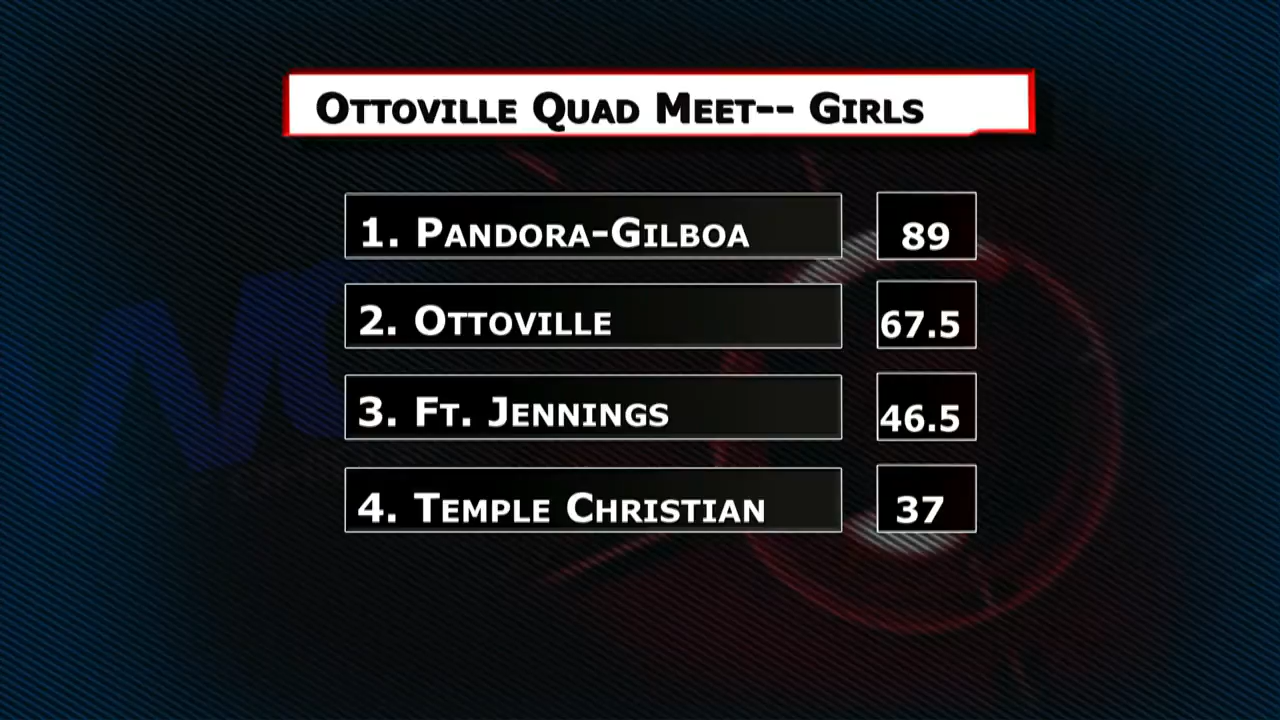 Ottoville Quad Meet-- Girls
1. Pandora-Gilboa 89
2. Ottoville 67.5
3. Ft. Jennings 46.5
4. Temple Christian 37